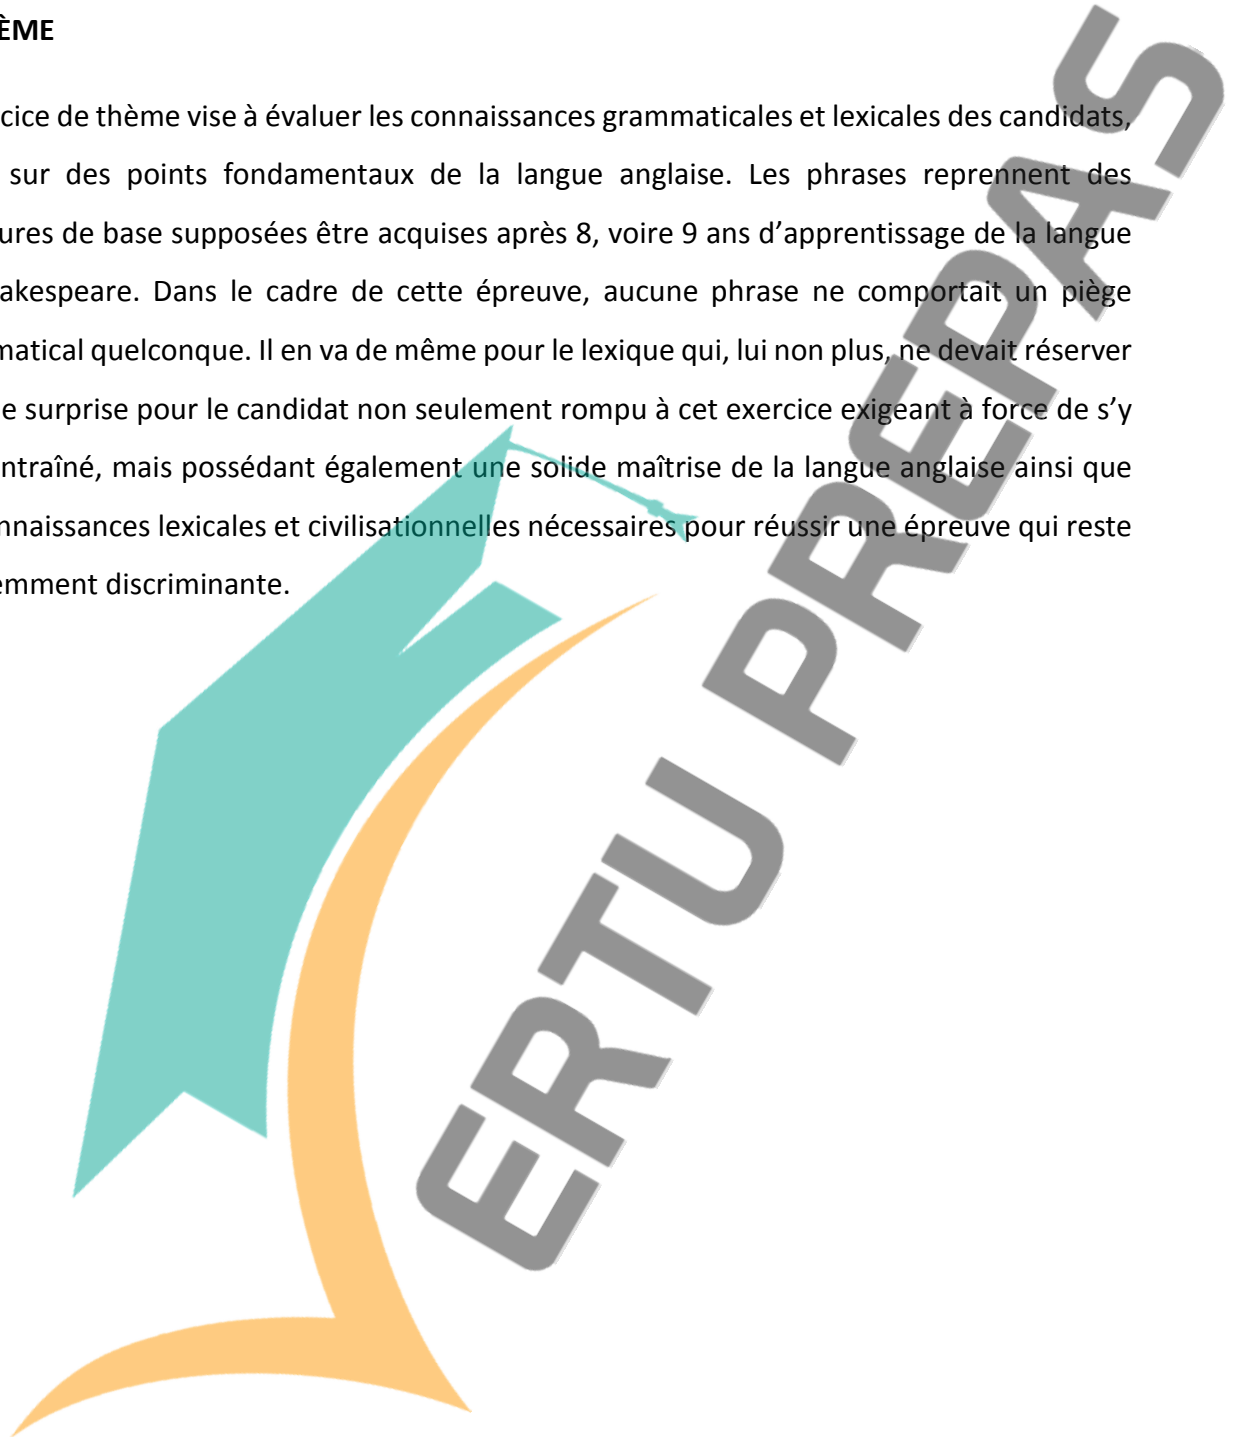 ÈME
cice de thème vise à évaluer les connaissances grammaticales et lexicales des candidats,
sur des points fondamentaux de la langue anglaise. Les phrases reprennent des
ures de base supposées être acquises après 8, voire 9 ans d’apprentissage de la langue
akespeare. Dans le cadre de cette épreuve, aucune phrase ne comportait un piège
matical quelconque. Il en va de même pour le lexique qui, lui non plus, ne devait réserver
e surprise pour le candidat non seulement rompu à cet exercice exigeant à force de s’y
ntraîné, mais possédant également une solide maîtrise de la langue anglaise ainsi que
nnaissances lexicales et civilisationnelles nécessaires pour réussir une épreuve qui reste
emment discriminante.
ERTU PREPAS